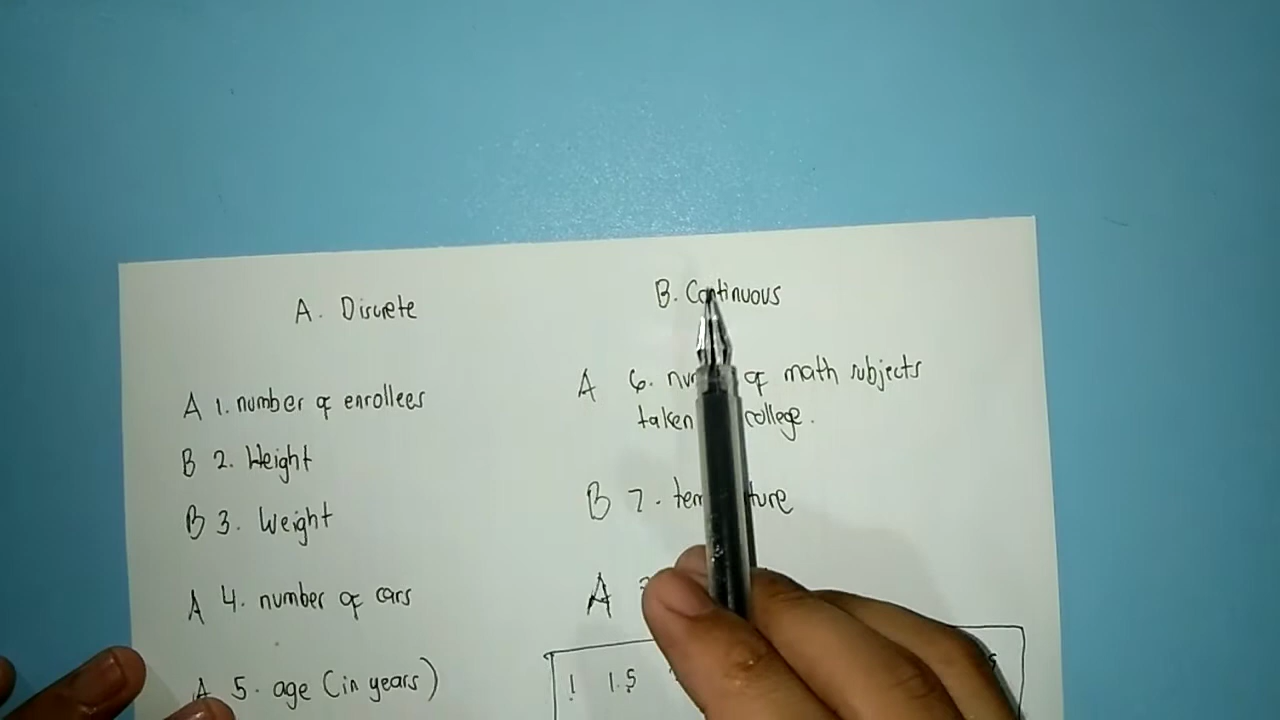 A. Discrete
B. Continuous
A 1. number of enrollees
B 2. Height
B 3. Weight
A 4. number of cars
A 5. age (in years)
A 6. of math subjects
taken college.
B 7.
A
1 1.5